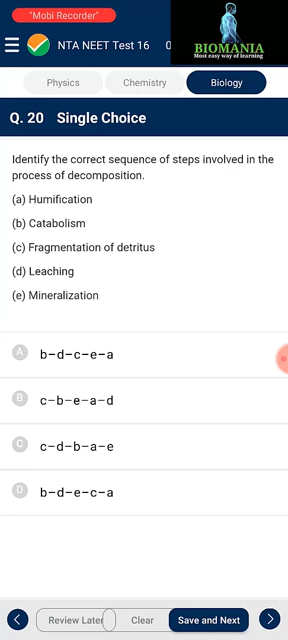 "Mobi Recorder"
NTA NEET Test 16 0
BIOMANIA
Most easy way of learning
Physics Chemistry Biology
Q. 20 Single Choice
Identify the correct sequence of steps involved in the
process of decomposition.
(a) Humification
(b) Catabolism
(c) Fragmentation of detritus
(d) Leaching
(e) Mineralization
A b-d-c-e-a
B c-b-e-a-d
C c-d-b-a-e
D b-d-e-c-a
Review Later Clear Save and Next